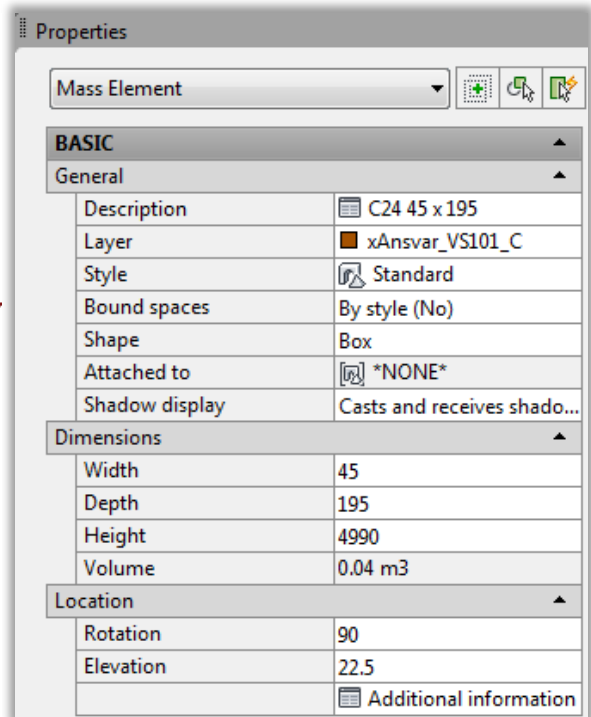 Properties
Mass Element
BASIC
General
Description C24 45 x 195
Layer xAnsvar_VS101_C
Style Standard
Bound spaces By style (No)
Shape Box
Attached to *NONE*
Shadow display Casts and receives shado...
Dimensions
Width 45
Depth 195
Height 4990
Volume 0.04 m3
Location
Rotation 90
Elevation 22.5
Additional information